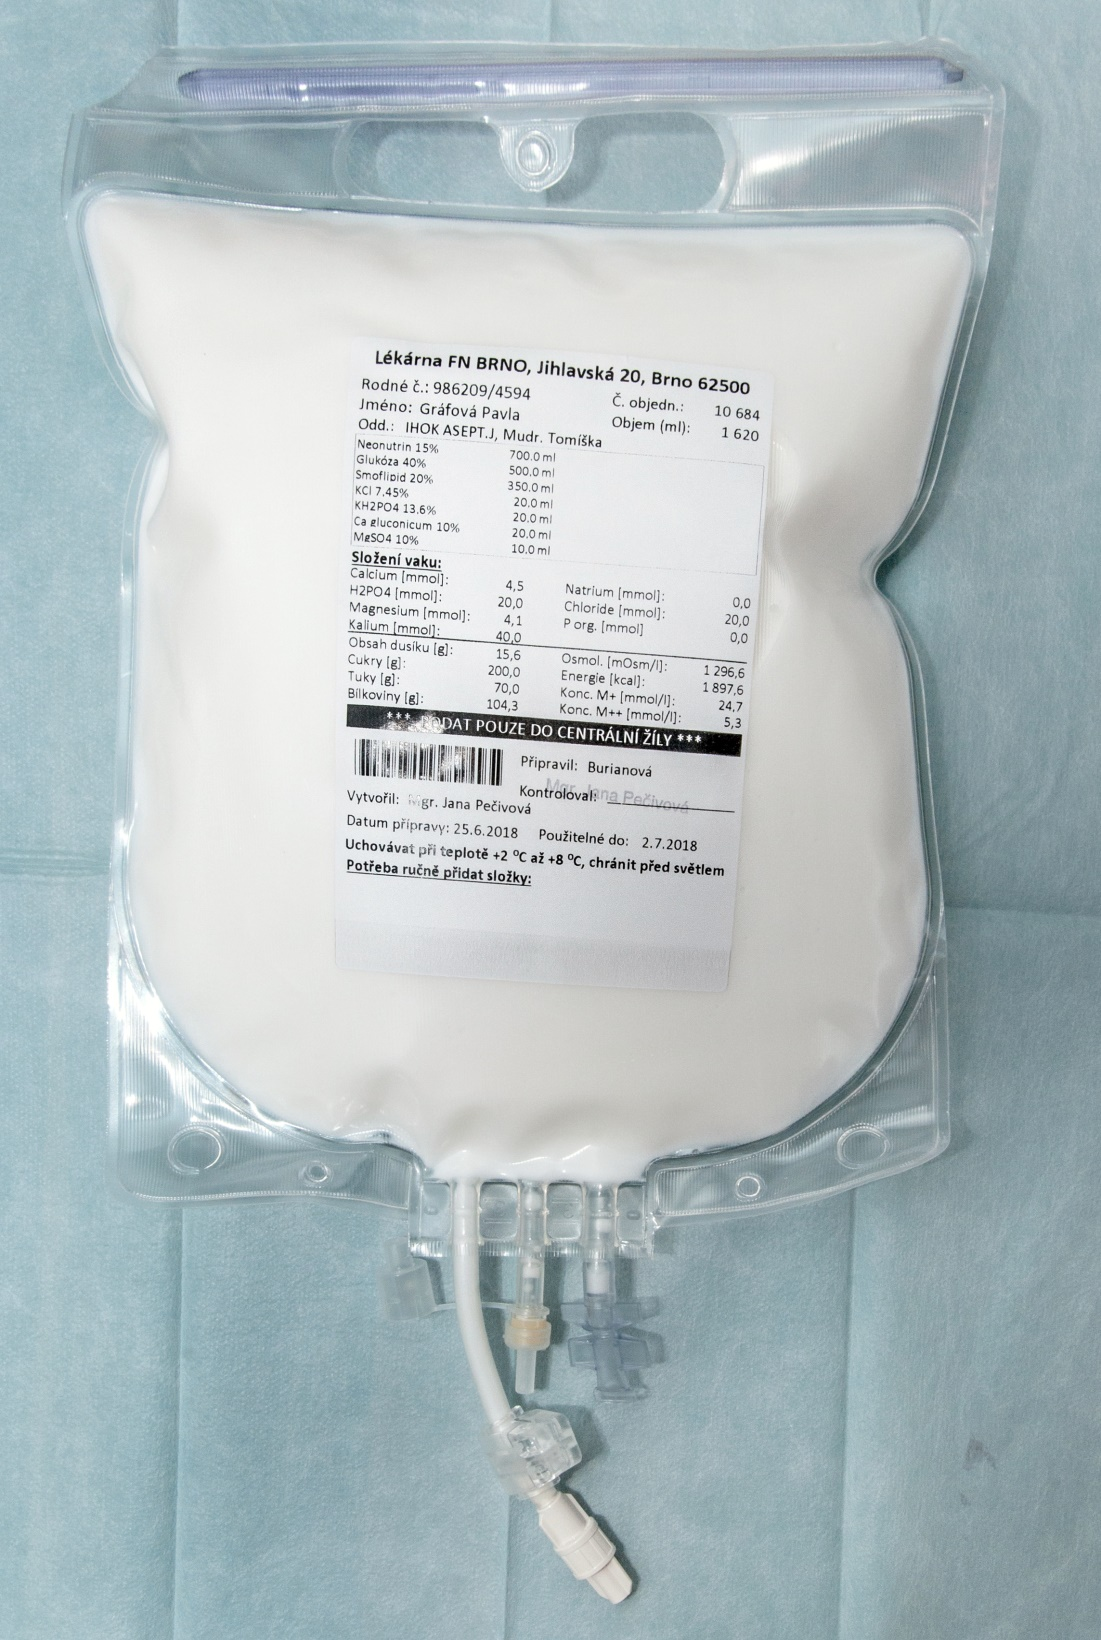 Lékárna FN BRNO, Jihlavská 20, Brno 62500
Rodné č.: 986209/4594 Č. objedn.: 10 684
Jméno: Gráfová Pavla Objem (ml): 1 620
Odd.: IHOK ASEPT.J, Mudr. Tomíška
Neonutrin 15% 700.0 ml
Glukóza 40% 500.0 ml
Smoflipid 20% 350.0 ml
KCl 7.45% 20.0 ml
KH2PO4 13.6% 20.0 ml
Ca gluconicum 10% 20.0 ml
MgSO4 10% 10.0 ml
Složení vaku:
Calcium [mmol]: 4,5 Natrium [mmol]: 0,0
H2PO4 [mmol]: 20,0 Chloride [mmol]: 20,0
Magnesium [mmol]: 4,1 P org. [mmol] 0,0
Kalium [mmol]: 40,0
Obsah dusíku [g]: 15,6 Osmol. [mOsm/l]: 1 296,6
Cukry [g]: 200,0 Energie [kcal]: 1 897,6
Tuky [g]: 70,0 Konc. M+ [mmol/l]: 24,7
Bílkoviny [g]: 104,3 Konc. M++ [mmol/l]: 5,3
*** PODAT POUZE DO CENTRÁLNÍ ŽÍLY ***
Připravil: Burianová
Kontroloval: Mgr. Jana Pečivová
Vytvořil: Mgr. Jana Pečivová
Datum přípravy: 25.6.2018 Použitelné do: 2.7.2018
Uchovávat při teplotě +2 °C až +8 °C, chránit před světlem
Potřeba ručně přidat složky: